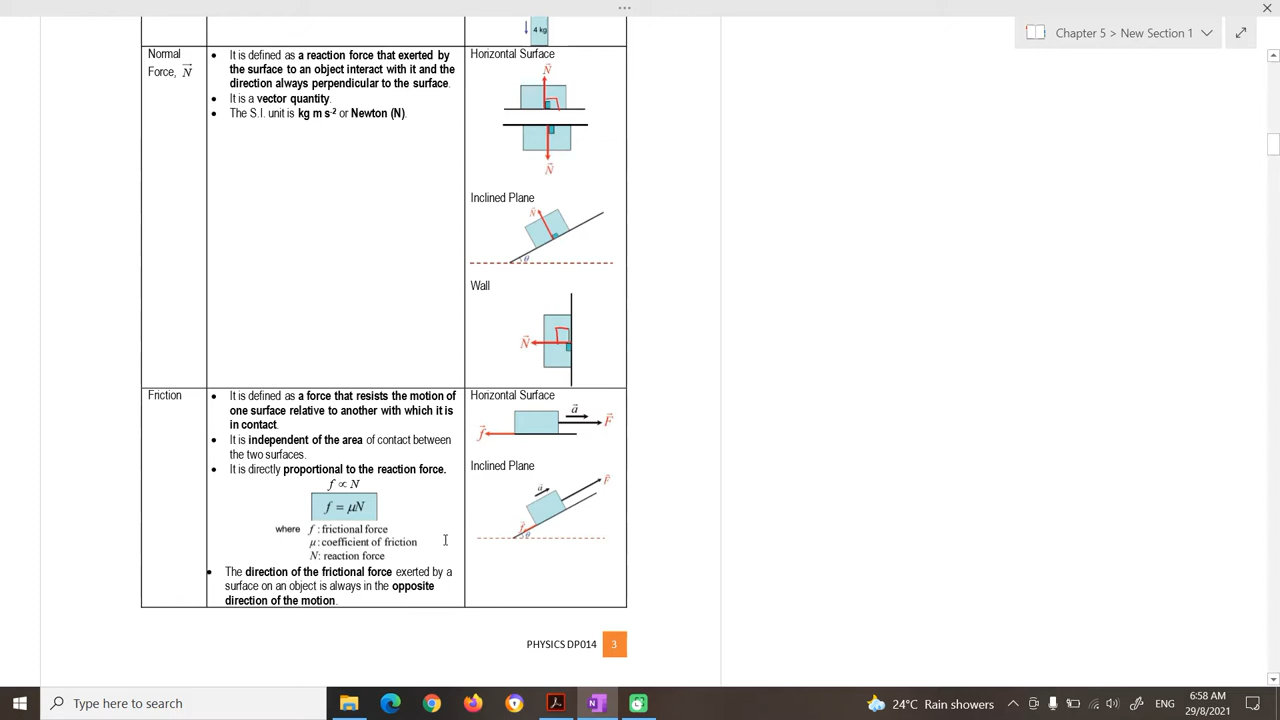 Chapter 5 > New Section 1
4 kg
Normal
Force, N
It is defined as a reaction force that exerted by
the surface to an object interact with it and the
direction always perpendicular to the surface.
It is a vector quantity.
The S.I. unit is kg m s-2 or Newton (N).
Horizontal Surface
N
N
Inclined Plane
N
θ
Wall
N
Friction
It is defined as a force that resists the motion of
one surface relative to another with which it is
in contact.
It is independent of the area of contact between
the two surfaces.
It is directly proportional to the reaction force.
f ∝ N
f = μN
where f : frictional force
μ : coefficient of friction
N: reaction force
The direction of the frictional force exerted by a
surface on an object is always in the opposite
direction of the motion.
Horizontal Surface
a
F
f
Inclined Plane
a
F
f
θ
PHYSICS DP014 3
Type here to search
24°C Rain showers
ENG
6:58 AM
29/8/2021